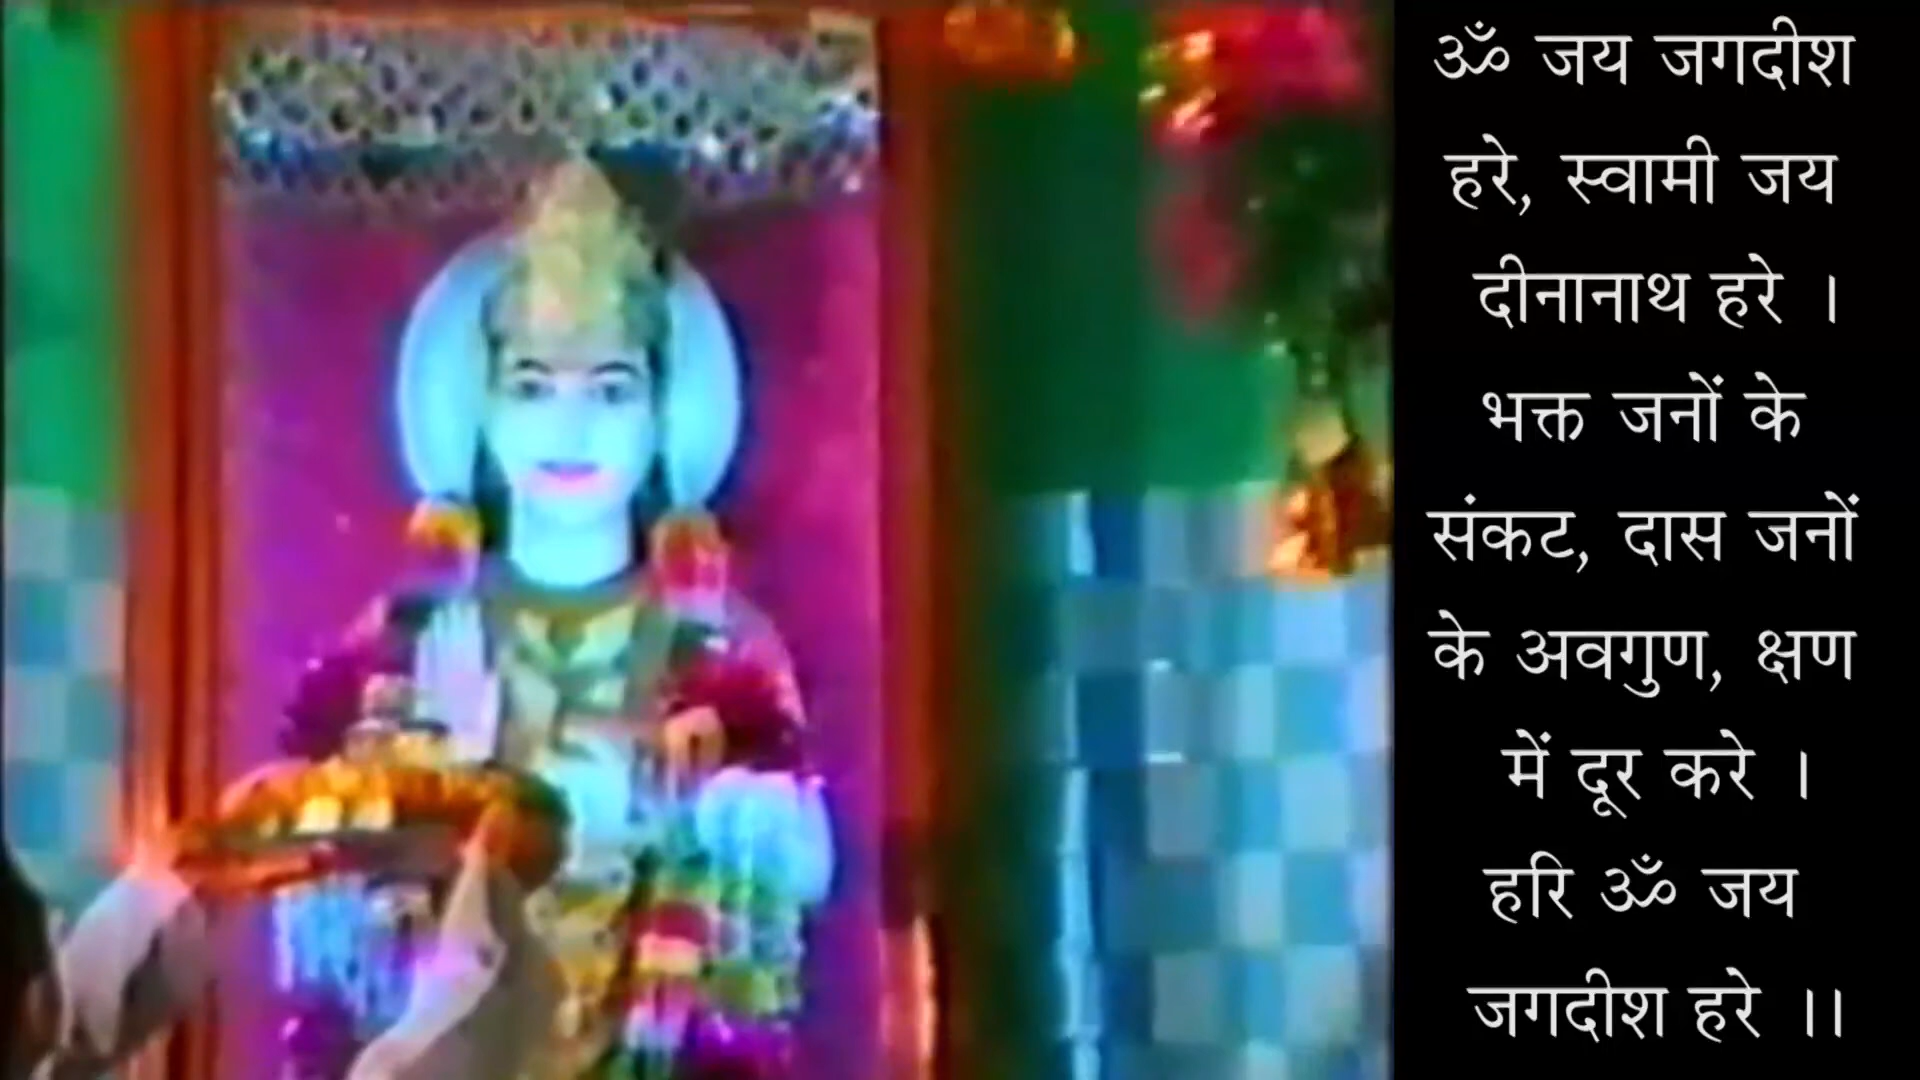 ॐ जय जगदीश
हरे, स्वामी जय
दीनानाथ हरे ।
भक्त जनों के
संकट, दास जनों
के अवगुण, क्षण
में दूर करे ।
हरि ॐ जय
जगदीश हरे ।।